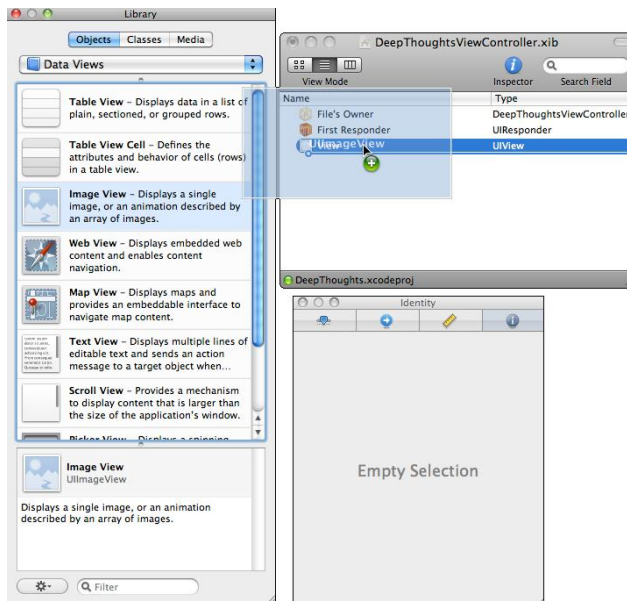 Library
Objects Classes Media
Data Views
Table View – Displays data in a list of
plain, sectioned, or grouped rows.
Table View Cell – Defines the
attributes and behavior of cells (rows)
in a table view.
Image View – Displays a single
image, or an animation described by
an array of images.
Web View – Displays embedded web
content and enables content
navigation.
Map View – Displays maps and
provides an embeddable interface to
navigate map content.
Text View – Displays multiple lines of
editable text and sends an action
message to a target object when...
Scroll View – Provides a mechanism
to display content that is larger than
the size of the application's window.
Picker View – Displays a spinning
Image View
UIImageView
Displays a single image, or an animation
described by an array of images.
Filter
DeepThoughtsViewController.xib
View Mode Inspector Search Field
Name Type
File's Owner DeepThoughtsViewController
First Responder UIResponder
UIImageView
View UIView
DeepThoughts.xcodeproj
Identity
Empty Selection